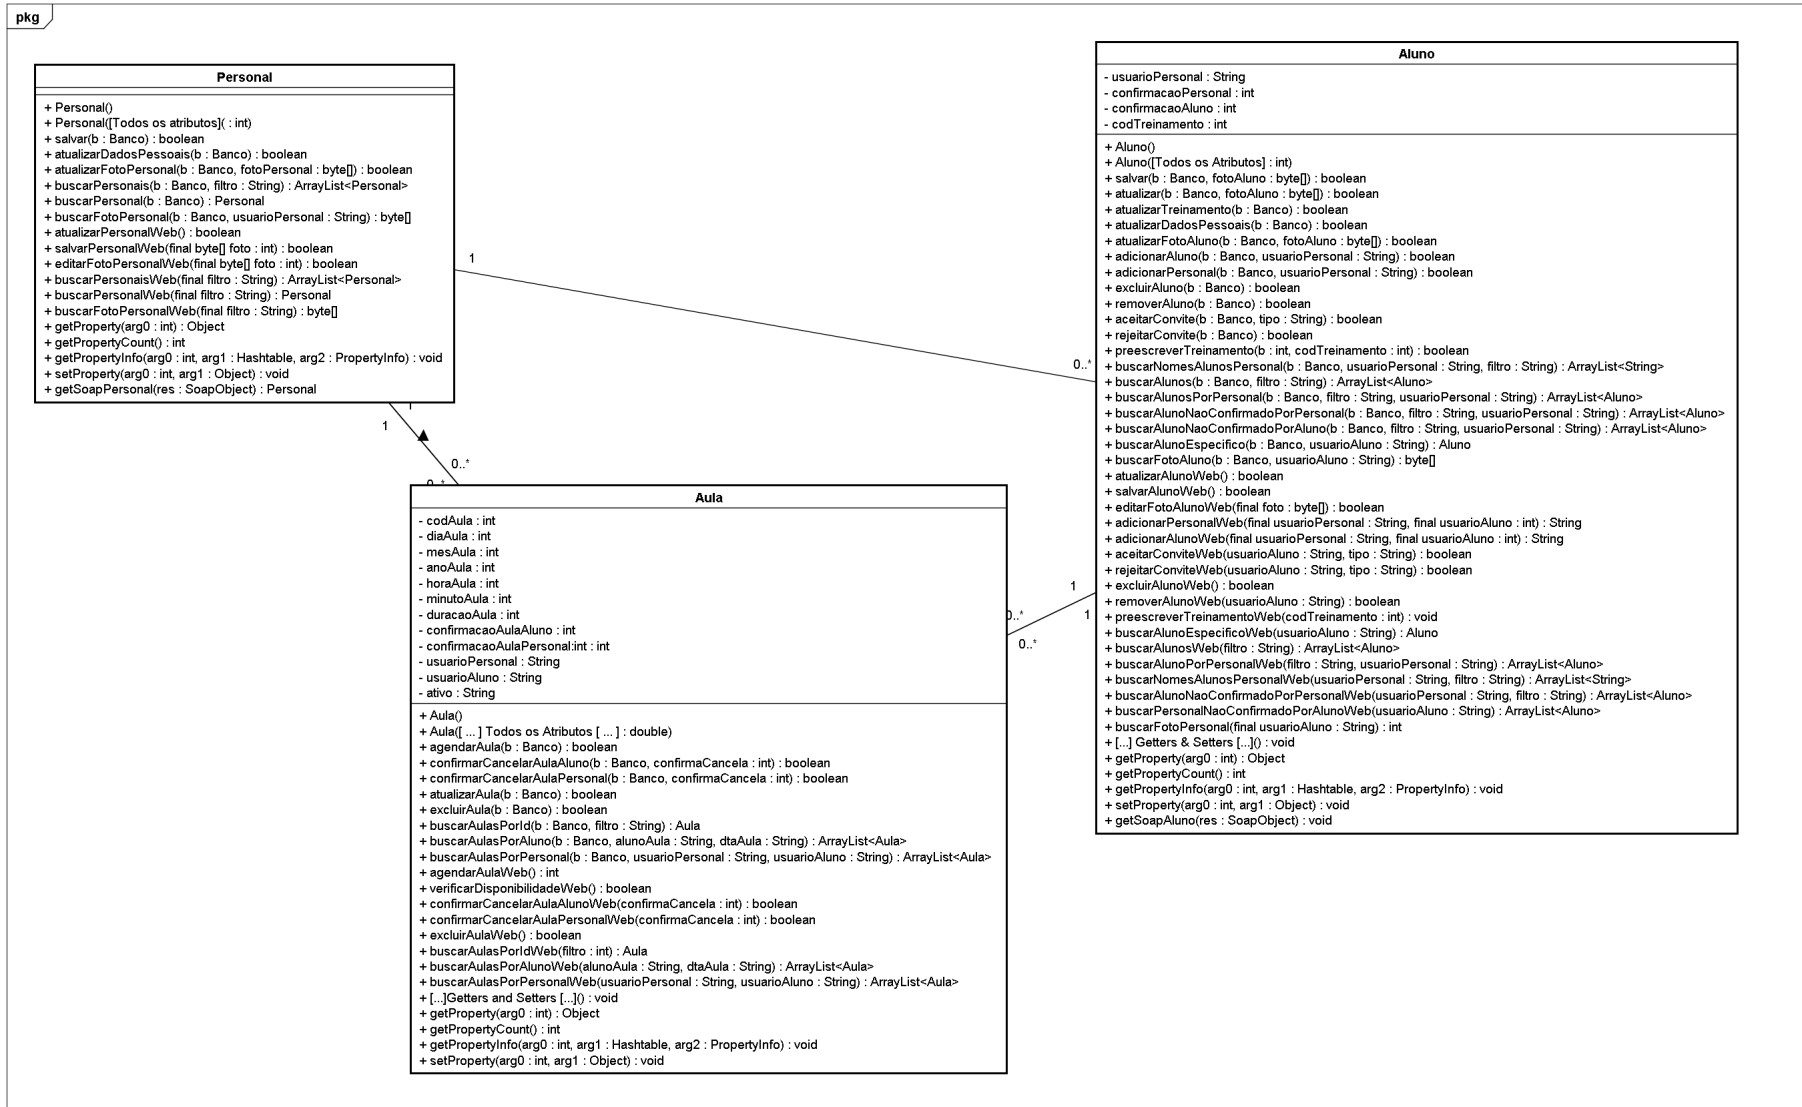 pkg
Personal
+ Personal()
+ Personal([Todos os atributos]( : int)
+ salvar(b : Banco) : boolean
+ atualizarDadosPessoais(b : Banco) : boolean
+ atualizarFotoPersonal(b : Banco, fotoPersonal : byte[]) : boolean
+ buscarPersonais(b : Banco, filtro : String) : ArrayList<Personal>
+ buscarPersonal(b : Banco) : Personal
+ buscarFotoPersonal(b : Banco, usuarioPersonal : String) : byte[]
+ atualizarPersonalWeb() : boolean
+ salvarPersonalWeb(final byte[] foto : int) : boolean
+ editarFotoPersonalWeb(final byte[] foto : int) : boolean
+ buscarPersonaisWeb(final filtro : String) : ArrayList<Personal>
+ buscarPersonalWeb(final filtro : String) : Personal
+ buscarFotoPersonalWeb(final filtro : String) : byte[]
+ getProperty(arg0 : int) : Object
+ getPropertyCount() : int
+ getPropertyInfo(arg0 : int, arg1 : Hashtable, arg2 : PropertyInfo) : void
+ setProperty(arg0 : int, arg1 : Object) : void
+ getSoapPersonal(res : SoapObject) : Personal
1
0..*
1
0..*
0..*
Aluno
- usuarioPersonal : String
- confirmacaoPersonal : int
- confirmacaoAluno : int
- codTreinamento : int
+ Aluno()
+ Aluno([Todos os Atributos] : int)
+ salvar(b : Banco, fotoAluno : byte[]) : boolean
+ atualizar(b : Banco, fotoAluno : byte[]) : boolean
+ atualizarTreinamento(b : Banco) : boolean
+ atualizarDadosPessoais(b : Banco) : boolean
+ atualizarFotoAluno(b : Banco, fotoAluno : byte[]) : boolean
+ adicionarAluno(b : Banco, usuarioPersonal : String) : boolean
+ adicionarPersonal(b : Banco, usuarioPersonal : String) : boolean
+ excluirAluno(b : Banco) : boolean
+ removerAluno(b : Banco) : boolean
+ aceitarConvite(b : Banco, tipo : String) : boolean
+ rejeitarConvite(b : Banco) : boolean
+ preescreverTreinamento(b : int, codTreinamento : int) : boolean
+ buscarNomesAlunosPersonal(b : Banco, usuarioPersonal : String, filtro : String) : ArrayList<String>
+ buscarAlunos(b : Banco, filtro : String) : ArrayList<Aluno>
+ buscarAlunosPorPersonal(b : Banco, filtro : String, usuarioPersonal : String) : ArrayList<Aluno>
+ buscarAlunoNaoConfirmadoPorPersonal(b : Banco, filtro : String, usuarioPersonal : String) : ArrayList<Aluno>
+ buscarAlunoNaoConfirmadoPorAluno(b : Banco, filtro : String, usuarioPersonal : String) : ArrayList<Aluno>
+ buscarAlunoEspecifico(b : Banco, usuarioAluno : String) : Aluno
+ buscarFotoAluno(b : Banco, usuarioAluno : String) : byte[]
+ atualizarAlunoWeb() : boolean
+ salvarAlunoWeb() : boolean
+ editarFotoAlunoWeb(final foto : byte[]) : boolean
+ adicionarPersonalWeb(final usuarioPersonal : String, final usuarioAluno : int) : String
+ adicionarAlunoWeb(final usuarioPersonal : String, final usuarioAluno : int) : String
+ aceitarConviteWeb(usuarioAluno : String, tipo : String) : boolean
+ rejeitarConviteWeb(usuarioAluno : String, tipo : String) : boolean
+ excluirAlunoWeb() : boolean
+ removerAlunoWeb(usuarioAluno : String) : boolean
+ preescreverTreinamentoWeb(codTreinamento : int) : void
+ buscarAlunoEspecificoWeb(usuarioAluno : String) : Aluno
+ buscarAlunosWeb(filtro : String) : ArrayList<Aluno>
+ buscarAlunoPorPersonalWeb(filtro : String, usuarioPersonal : String) : ArrayList<Aluno>
+ buscarNomesAlunosPersonalWeb(usuarioPersonal : String, filtro : String) : ArrayList<String>
+ buscarAlunoNaoConfirmadoPorPersonalWeb(usuarioPersonal : String, filtro : String) : ArrayList<Aluno>
+ buscarPersonalNaoConfirmadoPorAlunoWeb(usuarioAluno : String) : ArrayList<Aluno>
+ buscarFotoPersonal(final usuarioAluno : String) : int
+ [...] Getters & Setters [...]() : void
+ getProperty(arg0 : int) : Object
+ getPropertyCount() : int
+ getPropertyInfo(arg0 : int, arg1 : Hashtable, arg2 : PropertyInfo) : void
+ setProperty(arg0 : int, arg1 : Object) : void
+ getSoapAluno(res : SoapObject) : void
1
1
0..*
0..*
Aula
- codAula : int
- diaAula : int
- mesAula : int
- anoAula : int
- horaAula : int
- minutoAula : int
- duracaoAula : int
- confirmacaoAulaAluno : int
- confirmacaoAulaPersonal:int : int
- usuarioPersonal : String
- usuarioAluno : String
- ativo : String
+ Aula()
+ Aula([ ... ] Todos os Atributos [ ... ] : double)
+ agendarAula(b : Banco) : boolean
+ confirmarCancelarAulaAluno(b : Banco, confirmaCancela : int) : boolean
+ confirmarCancelarAulaPersonal(b : Banco, confirmaCancela : int) : boolean
+ atualizarAula(b : Banco) : boolean
+ excluirAula(b : Banco) : boolean
+ buscarAulasPorId(b : Banco, filtro : String) : Aula
+ buscarAulasPorAluno(b : Banco, alunoAula : String, dtaAula : String) : ArrayList<Aula>
+ buscarAulasPorPersonal(b : Banco, usuarioPersonal : String, usuarioAluno : String) : ArrayList<Aula>
+ agendarAulaWeb() : int
+ verificarDisponibilidadeWeb() : boolean
+ confirmarCancelarAulaAlunoWeb(confirmaCancela : int) : boolean
+ confirmarCancelarAulaPersonalWeb(confirmaCancela : int) : boolean
+ excluirAulaWeb() : boolean
+ buscarAulasPorIdWeb(filtro : int) : Aula
+ buscarAulasPorAlunoWeb(alunoAula : String, dtaAula : String) : ArrayList<Aula>
+ buscarAulasPorPersonalWeb(usuarioPersonal : String, usuarioAluno : String) : ArrayList<Aula>
+ [...]Getters and Setters [...]() : void
+ getProperty(arg0 : int) : Object
+ getPropertyCount() : int
+ getPropertyInfo(arg0 : int, arg1 : Hashtable, arg2 : PropertyInfo) : void
+ setProperty(arg0 : int, arg1 : Object) : void